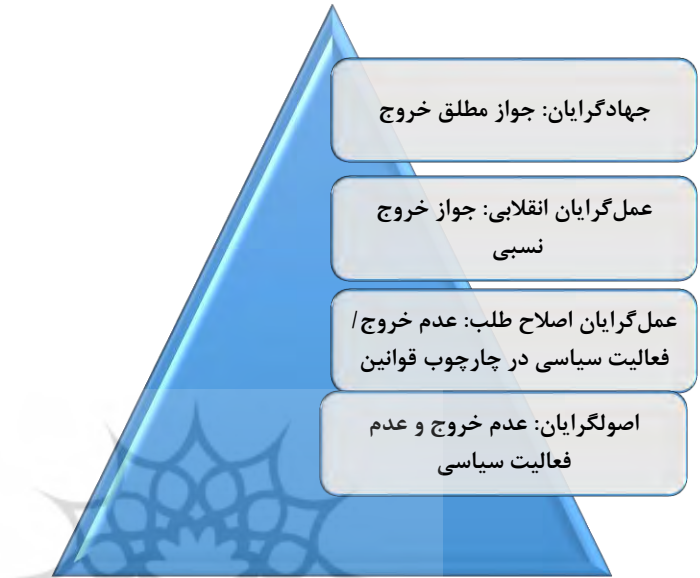 جهادگرایان: جواز مطلق خروج
عمل‌گرایان انقلابی: جواز خروج
نسبی
عمل‌گرایان اصلاح طلب: عدم خروج/
فعالیت سیاسی در چارچوب قوانین
اصولگرایان: عدم خروج و عدم
فعالیت سیاسی